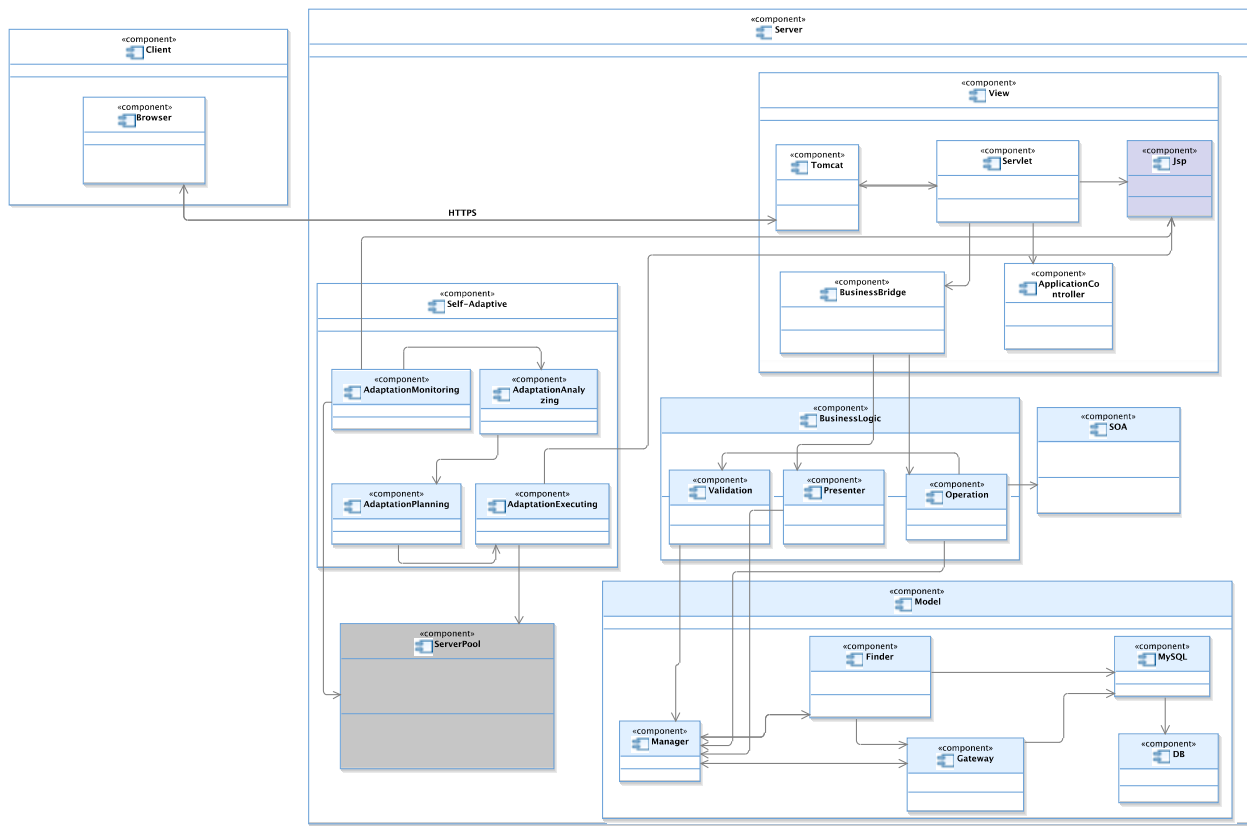 «component»
Server
«component»
Client
«component»
Browser
HTTPS
«component»
View
«component»
Tomcat
«component»
Servlet
«component»
Jsp
«component»
BusinessBridge
«component»
ApplicationCo
ntroller
«component»
Self-Adaptive
«component»
AdaptationMonitoring
«component»
AdaptationAnaly
zing
«component»
AdaptationPlanning
«component»
AdaptationExecuting
«component»
ServerPool
«component»
BusinessLogic
«component»
Validation
«component»
Presenter
«component»
Operation
«component»
SOA
«component»
Model
«component»
Finder
«component»
MySQL
«component»
Manager
«component»
Gateway
«component»
DB